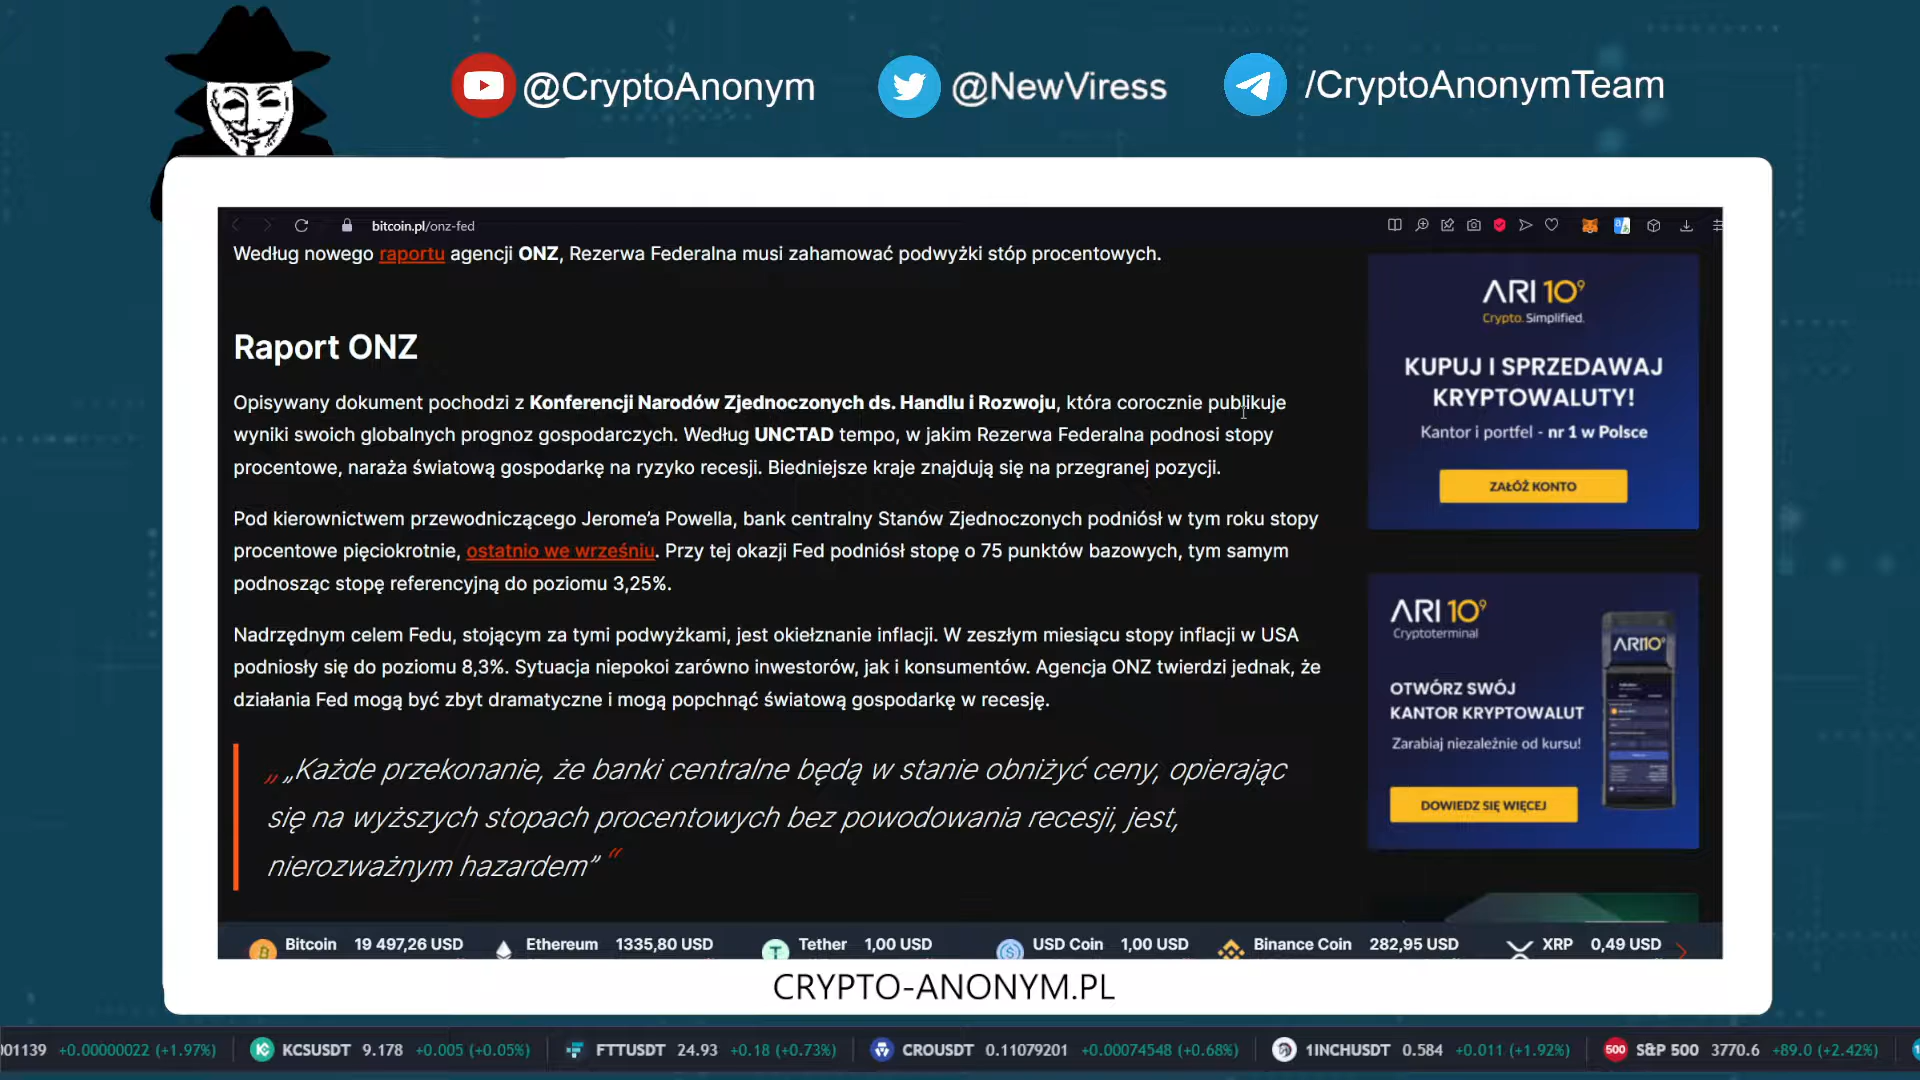 @CryptoAnonym
@NewViress
/CryptoAnonymTeam
bitcoin.pl/onz-fed
Według nowego raportu agencji ONZ, Rezerwa Federalna musi zahamować podwyżki stóp procentowych.
Raport ONZ
Opisywany dokument pochodzi z Konferencji Narodów Zjednoczonych ds. Handlu i Rozwoju, która corocznie publikuje
wyniki swoich globalnych prognoz gospodarczych. Według UNCTAD tempo, w jakim Rezerwa Federalna podnosi stopy
procentowe, naraża światową gospodarkę na ryzyko recesji. Biedniejsze kraje znajdują się na przegranej pozycji.
Pod kierownictwem przewodniczącego Jerome’a Powella, bank centralny Stanów Zjednoczonych podniósł w tym roku stopy
procentowe pięciokrotnie, ostatnio we wrześniu. Przy tej okazji Fed podniósł stopę o 75 punktów bazowych, tym samym
podnosząc stopę referencyjną do poziomu 3,25%.
Nadrzędnym celem Fedu, stojącym za tymi podwyżkami, jest okiełznanie inflacji. W zeszłym miesiącu stopy inflacji w USA
podniosły się do poziomu 8,3%. Sytuacja niepokoi zarówno inwestorów, jak i konsumentów. Agencja ONZ twierdzi jednak, że
działania Fed mogą być zbyt dramatyczne i mogą popchnąć światową gospodarkę w recesję.
„ „Każde przekonanie, że banki centralne będą w stanie obniżyć ceny, opierając
się na wyższych stopach procentowych bez powodowania recesji, jest,
nierozważnym hazardem” “
ARI 10⁹
Crypto. Simplified.
KUPUJ I SPRZEDAWAJ
KRYPTOWALUTY!
Kantor i portfel - nr 1 w Polsce
ZAŁÓŻ KONTO
ARI 10⁹
Cryptoterminal
ARI10⁹
OTWÓRZ SWÓJ
KANTOR KRYPTOWALUT
Zarabiaj niezależnie od kursu!
DOWIEDZ SIĘ WIĘCEJ
Bitcoin 19 497,26 USD Ethereum 1335,80 USD Tether 1,00 USD USD Coin 1,00 USD Binance Coin 282,95 USD XRP 0,49 USD
CRYPTO-ANONYM.PL
001139 +0.00000022 (+1.97%) KCSUSDT 9.178 +0.005 (+0.05%) FTTUSDT 24.93 +0.18 (+0.73%) CROUSDT 0.11079201 +0.00074548 (+0.68%) 1INCHUSDT 0.584 +0.011 (+1.92%) 500 S&P 500 3770.6 +89.0 (+2.42%)